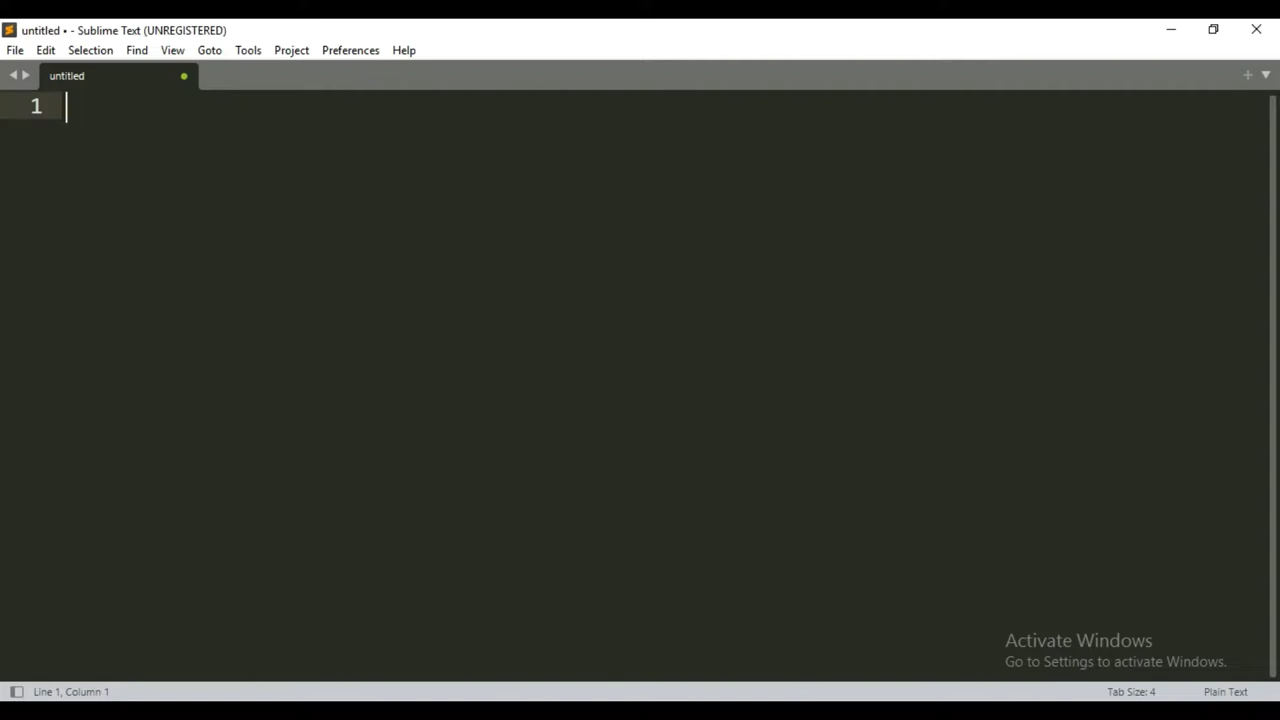 untitled • - Sublime Text (UNREGISTERED)
File Edit Selection Find View Goto Tools Project Preferences Help
untitled
1
Activate Windows
Go to Settings to activate Windows.
Line 1, Column 1 Tab Size: 4 Plain Text